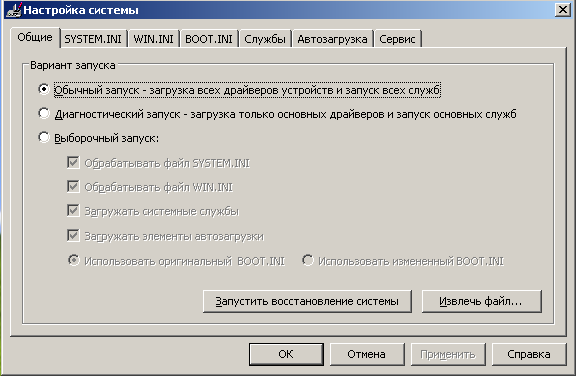 Настройка системы
Общие SYSTEM.INI WIN.INI BOOT.INI Службы Автозагрузка Сервис
Вариант запуска
Обычный запуск - загрузка всех драйверов устройств и запуск всех служб
Диагностический запуск - загрузка только основных драйверов и запуск основных служб
Выборочный запуск:
Обрабатывать файл SYSTEM.INI
Обрабатывать файл WIN.INI
Загружать системные службы
Загружать элементы автозагрузки
Использовать оригинальный BOOT.INI Использовать измененный BOOT.INI
Запустить восстановление системы Извлечь файл...
ОК Отмена Применить Справка